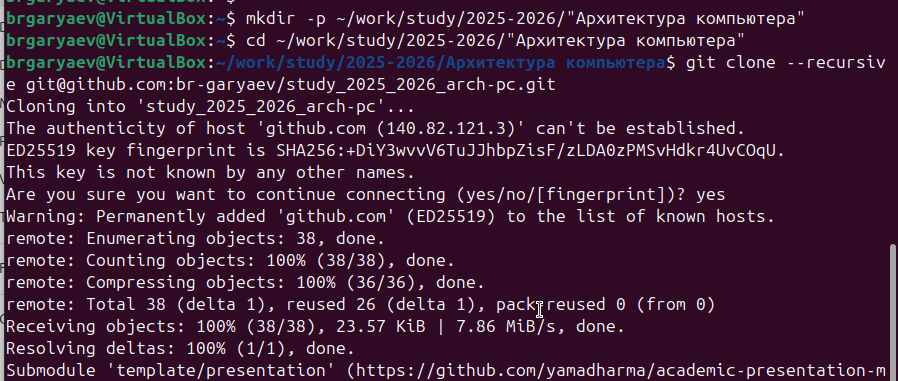 brgaryaev@VirtualBox:~$ mkdir -p ~/work/study/2025-2026/"Архитектура компьютера"
brgaryaev@VirtualBox:~$ cd ~/work/study/2025-2026/"Архитектура компьютера"
brgaryaev@VirtualBox:~/work/study/2025-2026/Архитектура компьютера$ git clone --recursiv
e git@github.com:br-garyaev/study_2025_2026_arch-pc.git
Cloning into 'study_2025_2026_arch-pc'...
The authenticity of host 'github.com (140.82.121.3)' can't be established.
ED25519 key fingerprint is SHA256:+DiY3wvvV6TuJJhbpZisF/zLDA0zPMSvHdkr4UvCOqU.
This key is not known by any other names.
Are you sure you want to continue connecting (yes/no/[fingerprint])? yes
Warning: Permanently added 'github.com' (ED25519) to the list of known hosts.
remote: Enumerating objects: 38, done.
remote: Counting objects: 100% (38/38), done.
remote: Compressing objects: 100% (36/36), done.
remote: Total 38 (delta 1), reused 26 (delta 1), pack-reused 0 (from 0)
Receiving objects: 100% (38/38), 23.57 KiB | 7.86 MiB/s, done.
Resolving deltas: 100% (1/1), done.
Submodule 'template/presentation' (https://github.com/yamadharma/academic-presentation-m